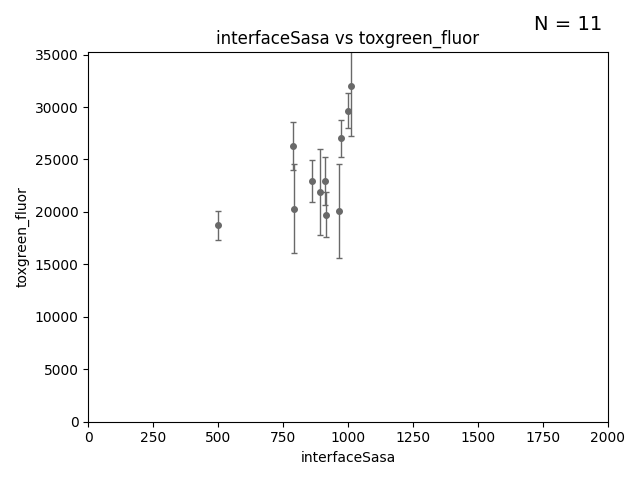 N = 11
interfaceSasa vs toxgreen_fluor
35000
30000
25000
20000
15000
10000
5000
0
toxgreen_fluor
0 250 500 750 1000 1250 1500 1750 2000
interfaceSasa